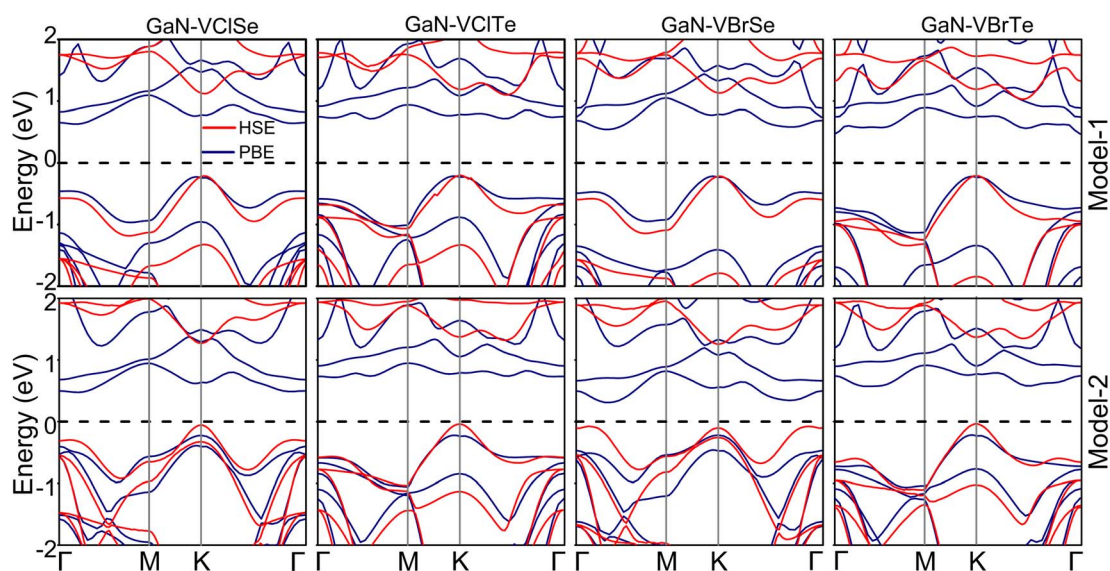 GaN-VClSe GaN-VClTe GaN-VBrSe GaN-VBrTe
2
1
0
-1
-2
Energy (eV)
HSE
PBE
Model-1
2
1
0
-1
-2
Energy (eV)
Model-2
Γ M K Γ M K Γ M K Γ M K Γ